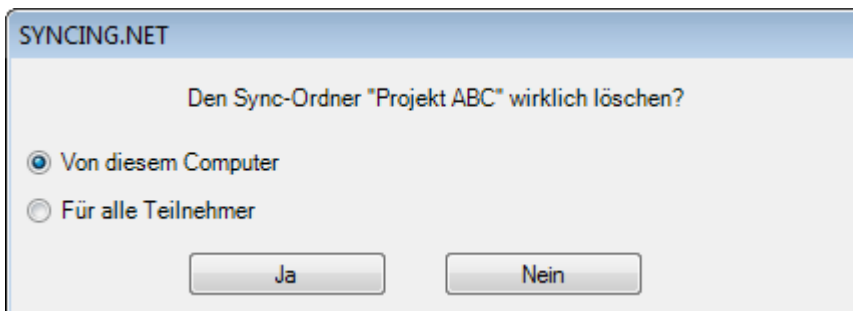 SYNCING.NET
Den Sync-Ordner "Projekt ABC" wirklich löschen?
Von diesem Computer
Für alle Teilnehmer
Ja Nein